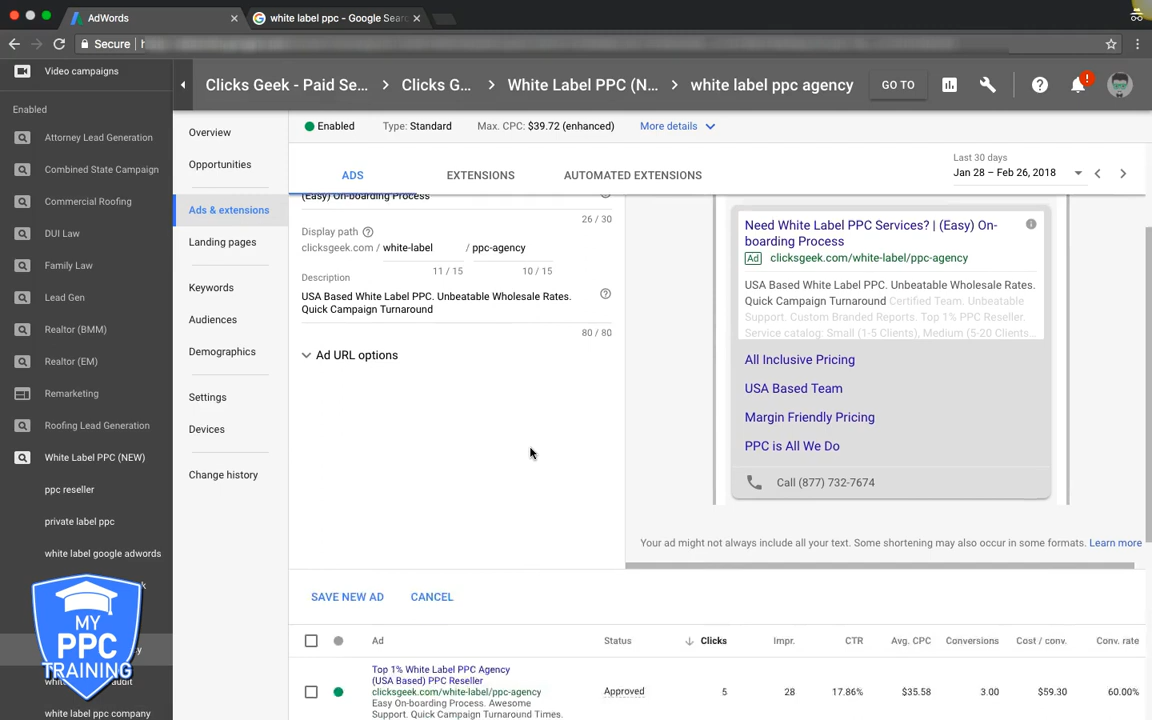 AdWords
white label ppc - Google Sear
Secure
Video campaigns
Clicks Geek - Paid Se... > Clicks G... > White Label PPC (N... > white label ppc agency
GO TO
Enabled
Attorney Lead Generation
Combined State Campaign
Commercial Roofing
DUI Law
Family Law
Lead Gen
Realtor (BMM)
Realtor (EM)
Remarketing
Roofing Lead Generation
White Label PPC (NEW)
ppc reseller
private label ppc
white label google adwords
white label ppc company
MY
PPC
TRAINING
Overview
Opportunities
Ads & extensions
Landing pages
Keywords
Audiences
Demographics
Settings
Devices
Change history
Enabled Type: Standard Max. CPC: $39.72 (enhanced) More details
ADS EXTENSIONS AUTOMATED EXTENSIONS
Last 30 days
Jan 28 – Feb 26, 2018
(Easy) On-boarding Process
26 / 30
Display path
clicksgeek.com / white-label / ppc-agency
11 / 15 10 / 15
Description
USA Based White Label PPC. Unbeatable Wholesale Rates.
Quick Campaign Turnaround
80 / 80
Ad URL options
Need White Label PPC Services? | (Easy) On-
boarding Process
Ad clicksgeek.com/white-label/ppc-agency
USA Based White Label PPC. Unbeatable Wholesale Rates.
Quick Campaign Turnaround Certified Team. Unbeatable
Support. Custom Branded Reports. Top 1% PPC Reseller.
Service catalog: Small (1-5 Clients), Medium (5-20 Clients...
All Inclusive Pricing
USA Based Team
Margin Friendly Pricing
PPC is All We Do
Call (877) 732-7674
Your ad might not always include all your text. Some shortening may also occur in some formats. Learn more
SAVE NEW AD CANCEL
Ad Status Clicks Impr. CTR Avg. CPC Conversions Cost / conv. Conv. rate
Top 1% White Label PPC Agency
(USA Based) PPC Reseller
clicksgeek.com/white-label/ppc-agency
Easy On-boarding Process. Awesome
Support. Quick Campaign Turnaround Times.
Approved 5 28 17.86% $35.58 3.00 $59.30 60.00%